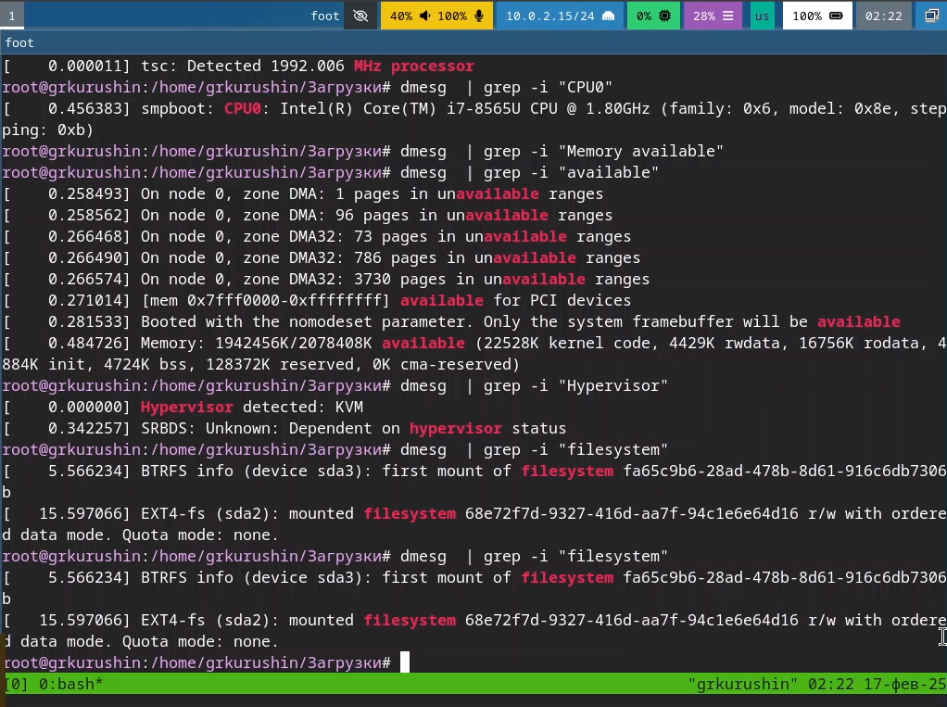 1 foot 40% 100% 10.0.2.15/24 0% 28% us 100% 02:22
foot
[    0.000011] tsc: Detected 1992.006 MHz processor
root@grkurushin:/home/grkurushin/Загрузки# dmesg  | grep -i "CPU0"
[    0.456383] smpboot: CPU0: Intel(R) Core(TM) i7-8565U CPU @ 1.80GHz (family: 0x6, model: 0x8e, step
ping: 0xb)
root@grkurushin:/home/grkurushin/Загрузки# dmesg  | grep -i "Memory available"
root@grkurushin:/home/grkurushin/Загрузки# dmesg  | grep -i "available"
[    0.258493] On node 0, zone DMA: 1 pages in unavailable ranges
[    0.258562] On node 0, zone DMA: 96 pages in unavailable ranges
[    0.266468] On node 0, zone DMA32: 73 pages in unavailable ranges
[    0.266490] On node 0, zone DMA32: 786 pages in unavailable ranges
[    0.266574] On node 0, zone DMA32: 3730 pages in unavailable ranges
[    0.271014] [mem 0x7fff0000-0xffffffff] available for PCI devices
[    0.281533] Booted with the nomodeset parameter. Only the system framebuffer will be available
[    0.484726] Memory: 1942456K/2078408K available (22528K kernel code, 4429K rwdata, 16756K rodata, 4
884K init, 4724K bss, 128372K reserved, 0K cma-reserved)
root@grkurushin:/home/grkurushin/Загрузки# dmesg  | grep -i "Hypervisor"
[    0.000000] Hypervisor detected: KVM
[    0.342257] SRBDS: Unknown: Dependent on hypervisor status
root@grkurushin:/home/grkurushin/Загрузки# dmesg  | grep -i "filesystem"
[    5.566234] BTRFS info (device sda3): first mount of filesystem fa65c9b6-28ad-478b-8d61-916c6db7306
b
[   15.597066] EXT4-fs (sda2): mounted filesystem 68e72f7d-9327-416d-aa7f-94c1e6e64d16 r/w with ordere
d data mode. Quota mode: none.
root@grkurushin:/home/grkurushin/Загрузки# dmesg  | grep -i "filesystem"
[    5.566234] BTRFS info (device sda3): first mount of filesystem fa65c9b6-28ad-478b-8d61-916c6db7306
b
[   15.597066] EXT4-fs (sda2): mounted filesystem 68e72f7d-9327-416d-aa7f-94c1e6e64d16 r/w with ordere
d data mode. Quota mode: none.
root@grkurushin:/home/grkurushin/Загрузки#
[0] 0:bash* "grkurushin" 02:22 17-фев-25